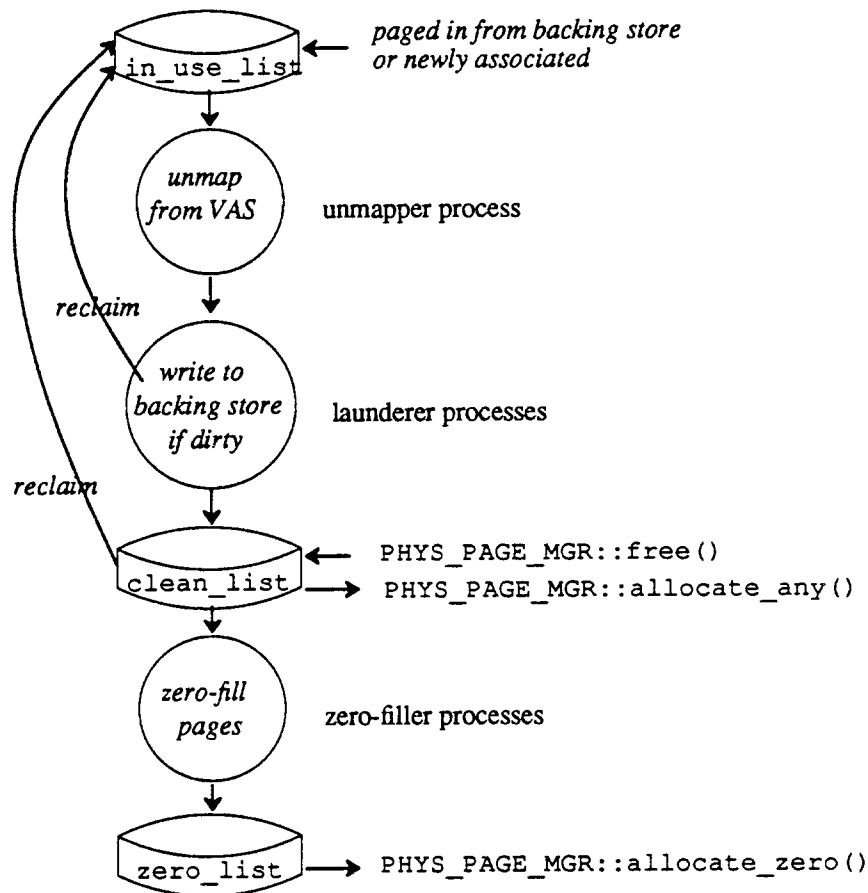 paged in from backing store
or newly associated
in_use_list
unmap
from VAS
unmapper process
reclaim
write to
backing store
if dirty
launderer processes
reclaim
PHYS_PAGE_MGR::free()
clean_list
PHYS_PAGE_MGR::allocate_any()
zero-fill
pages
zero-filler processes
zero_list
PHYS_PAGE_MGR::allocate_zero()